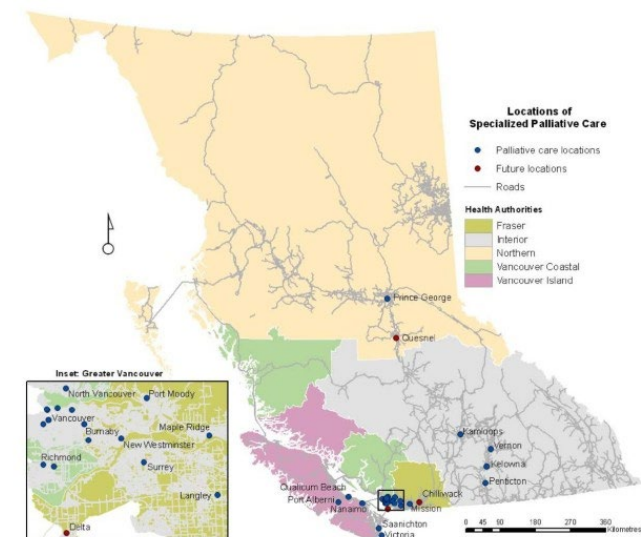 Locations of
Specialized Palliative Care
Palliative care locations
Future locations
Roads
Health Authorities
Fraser
Interior
Northern
Vancouver Coastal
Vancouver Island
Prince George
Quesnel
Inset: Greater Vancouver
North Vancouver
Port Moody
Vancouver
Burnaby
Maple Ridge
New Westminster
Richmond
Surrey
Langley
Delta
Kamloops
Vernon
Kelowna
Penticton
Qualicum Beach
Port Alberni
Nanaimo
Chilliwack
Mission
Saanichton
Victoria
0 45 90 180 270 360
Kilometres